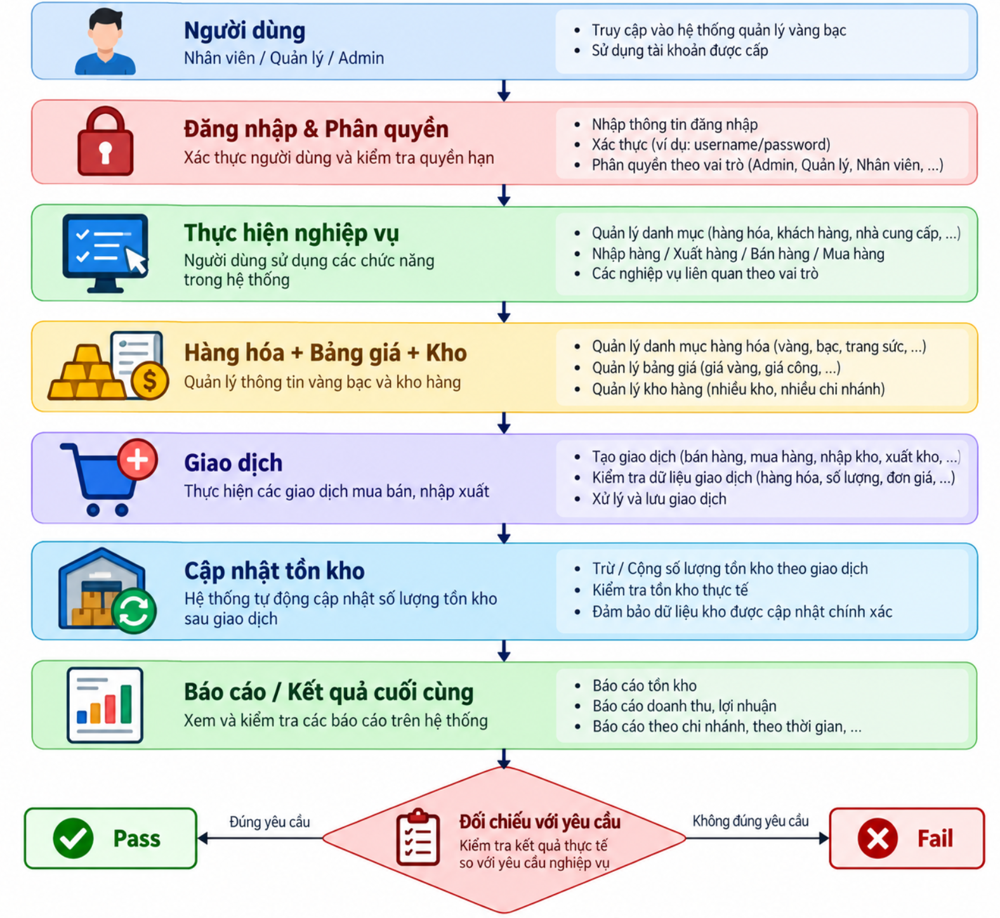 Người dùng
Nhân viên / Quản lý / Admin
• Truy cập vào hệ thống quản lý vàng bạc
• Sử dụng tài khoản được cấp
Đăng nhập & Phân quyền
Xác thực người dùng và kiểm tra quyền hạn
• Nhập thông tin đăng nhập
• Xác thực (ví dụ: username/password)
• Phân quyền theo vai trò (Admin, Quản lý, Nhân viên, ...)
Thực hiện nghiệp vụ
Người dùng sử dụng các chức năng
trong hệ thống
• Quản lý danh mục (hàng hóa, khách hàng, nhà cung cấp, ...)
• Nhập hàng / Xuất hàng / Bán hàng / Mua hàng
• Các nghiệp vụ liên quan theo vai trò
$
Hàng hóa + Bảng giá + Kho
Quản lý thông tin vàng bạc và kho hàng
• Quản lý danh mục hàng hóa (vàng, bạc, trang sức, ...)
• Quản lý bảng giá (giá vàng, giá công, ...)
• Quản lý kho hàng (nhiều kho, nhiều chi nhánh)
Giao dịch
Thực hiện các giao dịch mua bán, nhập xuất
• Tạo giao dịch (bán hàng, mua hàng, nhập kho, xuất kho, ...)
• Kiểm tra dữ liệu giao dịch (hàng hóa, số lượng, đơn giá, ...)
• Xử lý và lưu giao dịch
Cập nhật tồn kho
Hệ thống tự động cập nhật số lượng tồn kho
sau giao dịch
• Trừ / Cộng số lượng tồn kho theo giao dịch
• Kiểm tra tồn kho thực tế
• Đảm bảo dữ liệu kho được cập nhật chính xác
Báo cáo / Kết quả cuối cùng
Xem và kiểm tra các báo cáo trên hệ thống
• Báo cáo tồn kho
• Báo cáo doanh thu, lợi nhuận
• Báo cáo theo chi nhánh, theo thời gian, ...
Pass
Đúng yêu cầu
Đối chiếu với yêu cầu
Kiểm tra kết quả thực tế
so với yêu cầu nghiệp vụ
Không đúng yêu cầu
Fail